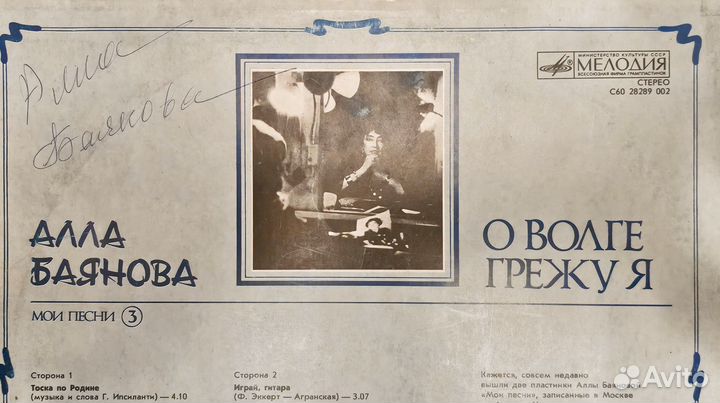 Алла
Баянова
МИНИСТЕРСТВО КУЛЬТУРЫ СССР
МЕЛОДИЯ
ВСЕСОЮЗНАЯ ФИРМА ГРАМПЛАСТИНОК
СТЕРЕО
С60 28289 002
АЛЛА
БАЯНОВА
О ВОЛГЕ
ГРЕЖУ Я
МОИ ПЕСНИ 3
Сторона 1
Тоска по Родине
(музыка и слова Г. Ипсиланти) — 4.10
Сторона 2
Играй, гитара
(Ф. Эккерт — Агранская) — 3.07
Кажется, совсем недавно
вышли две пластинки Аллы Баяновой
«Мои песни», записанные в Москве
Avito